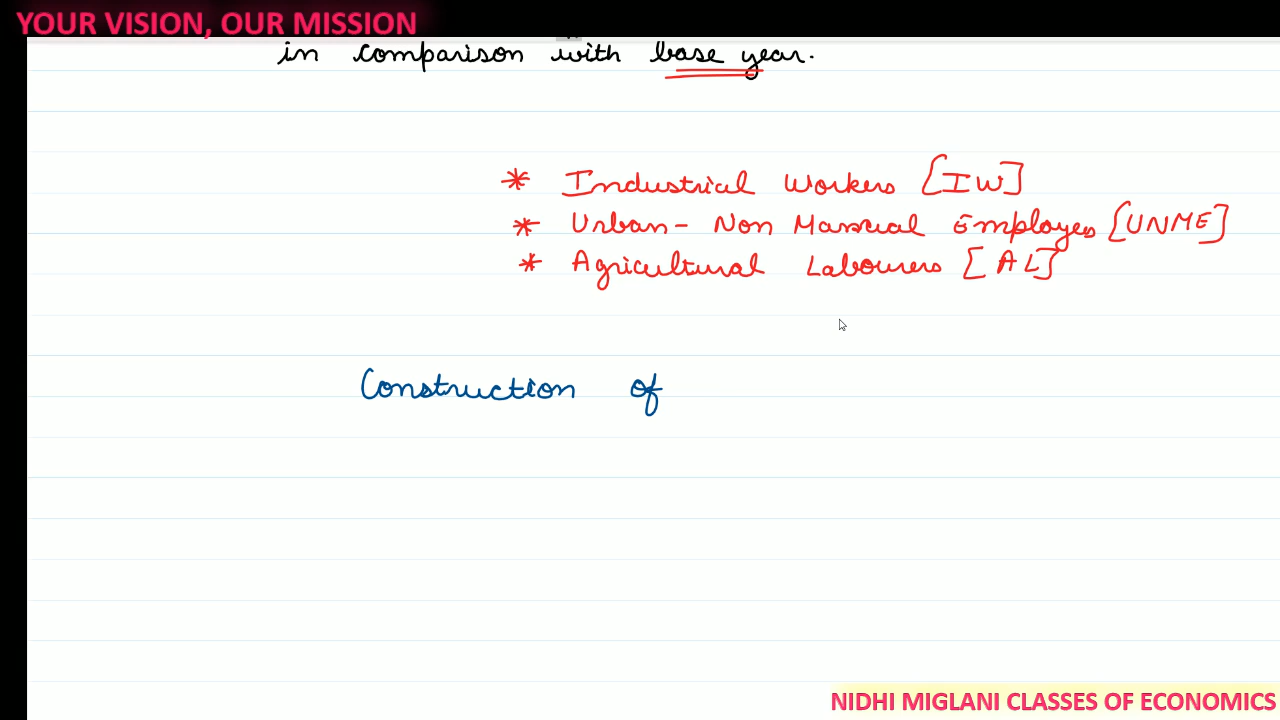 YOUR VISION, OUR MISSION
in comparison with base year.
* Industrial Workers [IW]
* Urban- Non Manual Employes [UNME]
* Agricultural Labourers [AL]
Construction of
NIDHI MIGLANI CLASSES OF ECONOMICS